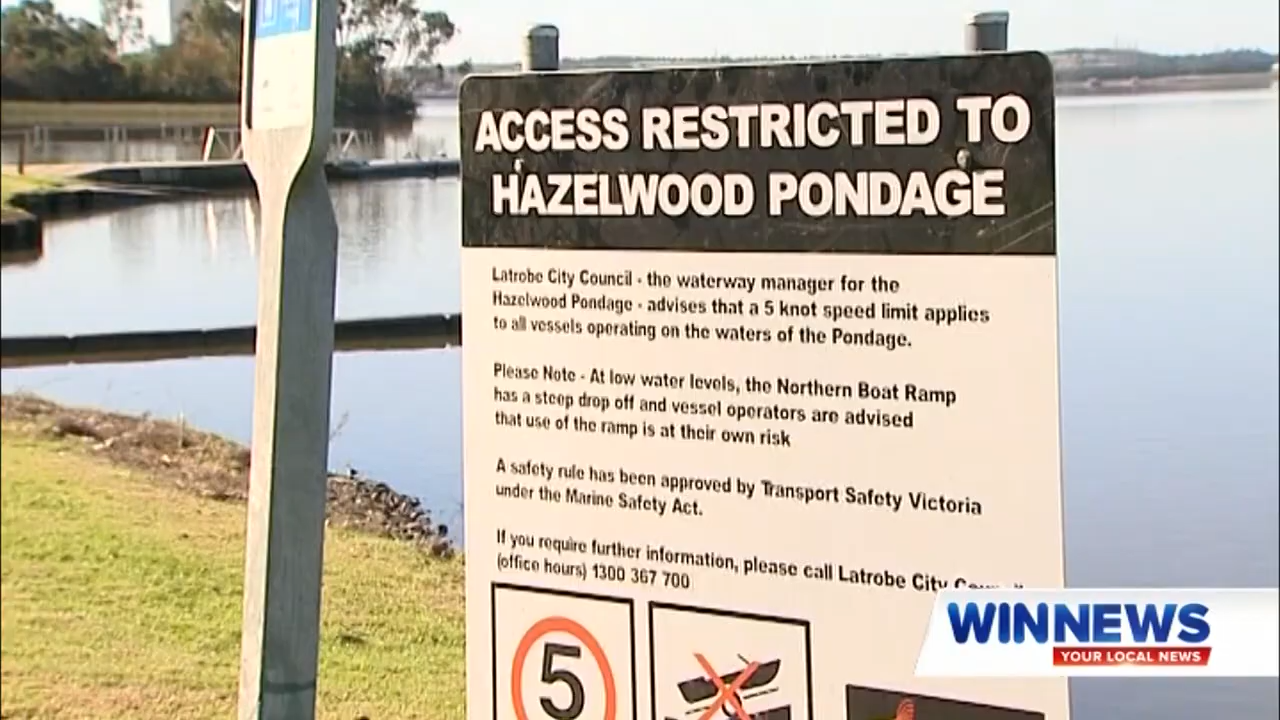 ACCESS RESTRICTED TO
HAZELWOOD PONDAGE
Latrobe City Council - the waterway manager for the
Hazelwood Pondage - advises that a 5 knot speed limit applies
to all vessels operating on the waters of the Pondage.
Please Note - At low water levels, the Northern Boat Ramp
has a steep drop off and vessel operators are advised
that use of the ramp is at their own risk
A safety rule has been approved by Transport Safety Victoria
under the Marine Safety Act.
If you require further information, please call Latrobe City
(office hours) 1300 367 700
5
WINNEWS
YOUR LOCAL NEWS